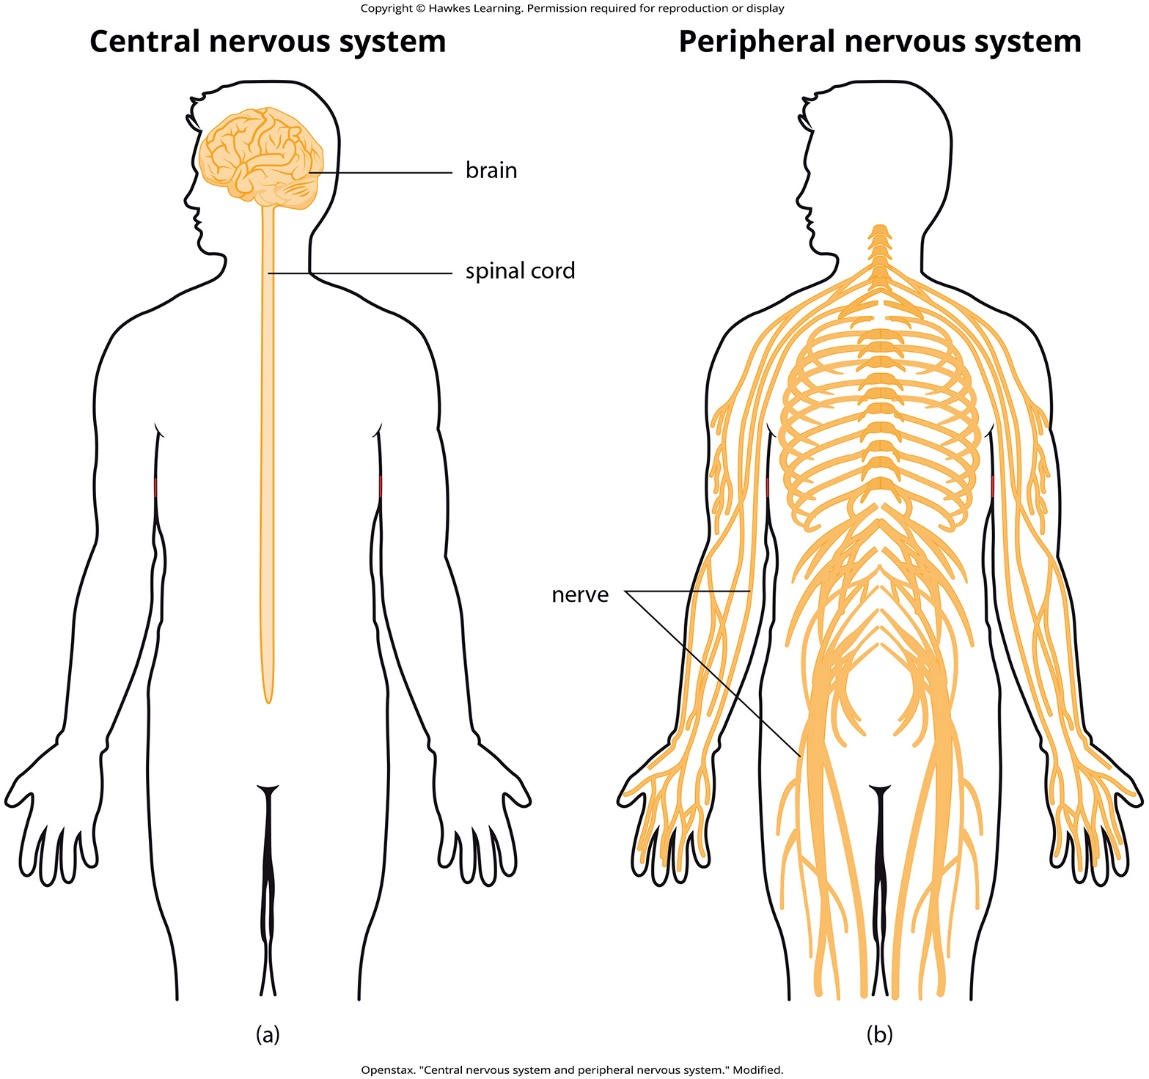 Copyright © Hawkes Learning. Permission required for reproduction or display
Central nervous system
Peripheral nervous system
brain
spinal cord
nerve
(a)
(b)
Openstax. "Central nervous system and peripheral nervous system." Modified.